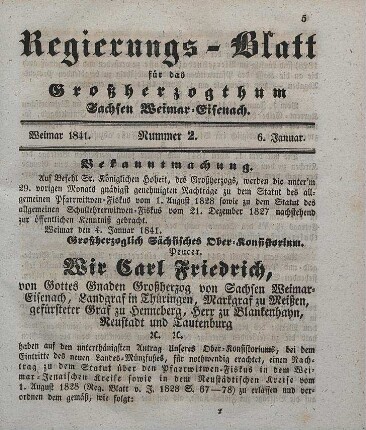 5
Regierungs-Blatt
für das
Großherzogthum
Sachsen Weimar-Eisenach.
Weimar 1841. Nummer 2. 6. Januar.
Bekanntmachung.
Auf Befehl Sr. Königlichen Hoheit, des Großherzogs, werden die unter'm
29. vorigen Monats gnädigst genehmigten Nachträge zu dem Statut des all-
gemeinen Pfarrwitwen-Fiskus vom 1. August 1828 sowie zu dem Statut des
allgemeinen Schullehrerwitwen-Fiskus vom 21. Dezember 1827 nachstehend
zur öffentlichen Kenntniß gebracht.
Weimar den 4. Januar 1841.
Großherzoglich Sächsisches Ober-Konsistorium.
Peucer.
Wir Carl Friedrich,
von Gottes Gnaden Großherzog von Sachsen Weimar-
Eisenach, Landgraf in Thüringen, Markgraf zu Meißen,
gefürsteter Graf zu Henneberg, Herr zu Blankenhayn,
Neustadt und Tautenburg
ꝛc. ꝛc.
haben auf den unterthänigsten Antrag Unseres Ober-Konsistoriums, bei dem
Eintritte des neuen Landes-Münzfußes, für nothwendig erachtet, einen Nach-
trag zu dem Statut über den Pfarrwitwen-Fiskus in dem Wei-
mar-Jenaischen Kreise sowie in dem Neustädtischen Kreise vom
1. August 1828 (Reg. Blatt v. J. 1828 S. 67-78) zu erlassen und ver-
ordnen dem gemäß, wie folgt: